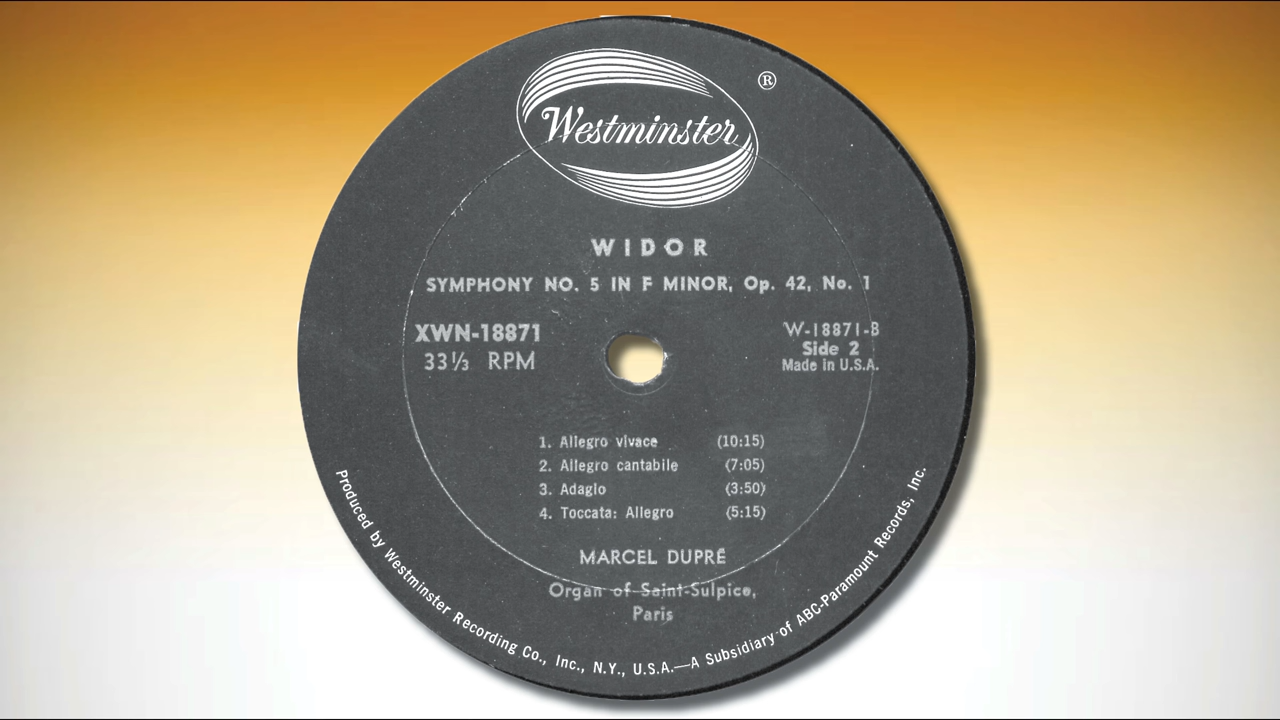 Westminster ®
WIDOR
SYMPHONY NO. 5 IN F MINOR, Op. 42, No. 1
XWN-18871
33⅓ RPM
W-18871-B
Side 2
Made in U.S.A.
1. Allegro vivace (10:15)
2. Allegro cantabile (7:05)
3. Adagio (3:50)
4. Toccata: Allegro (5:15)
MARCEL DUPRÉ
Organ of Saint-Sulpice,
Paris
Produced by Westminster Recording Co., Inc., N.Y., U.S.A.—A Subsidiary of ABC-Paramount Records, Inc.